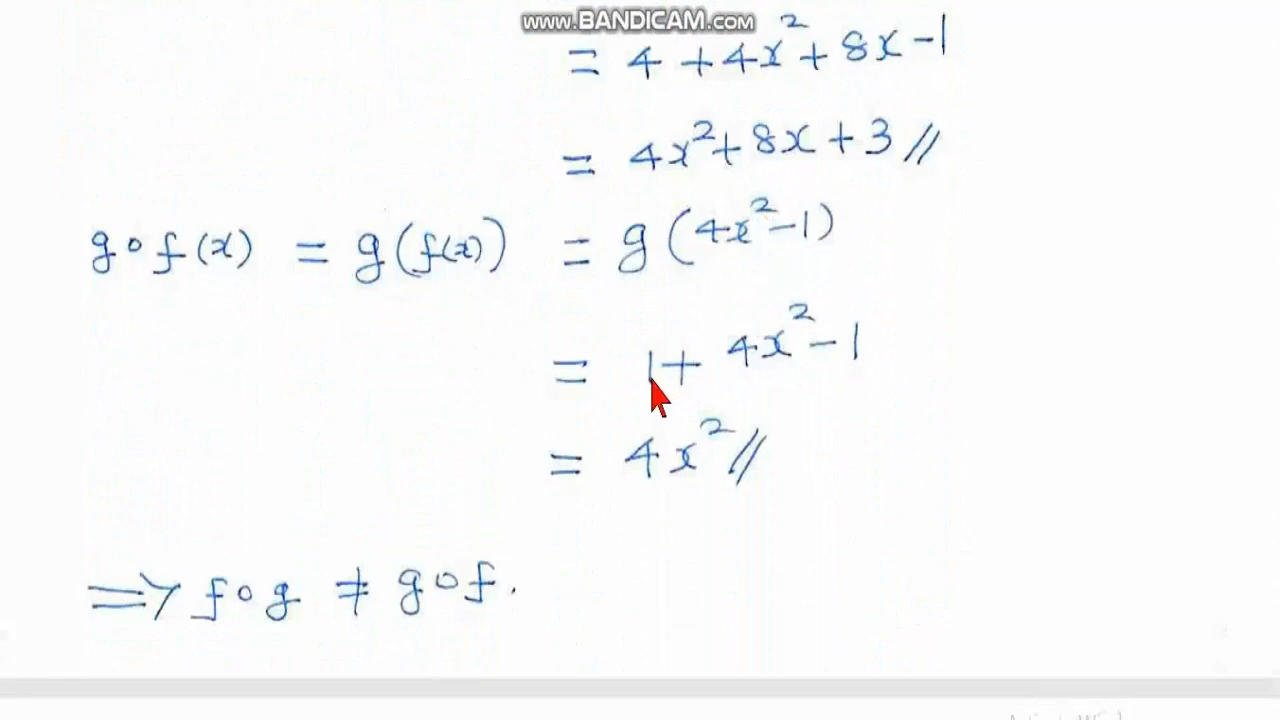 www.BANDICAM.com
= 4 + 4x² + 8x - 1
= 4x² + 8x + 3 //
g∘f(x) = g(f(x)) = g(4x²-1)
= 1 + 4x² - 1
= 4x² //
=> f∘g ≠ g∘f.